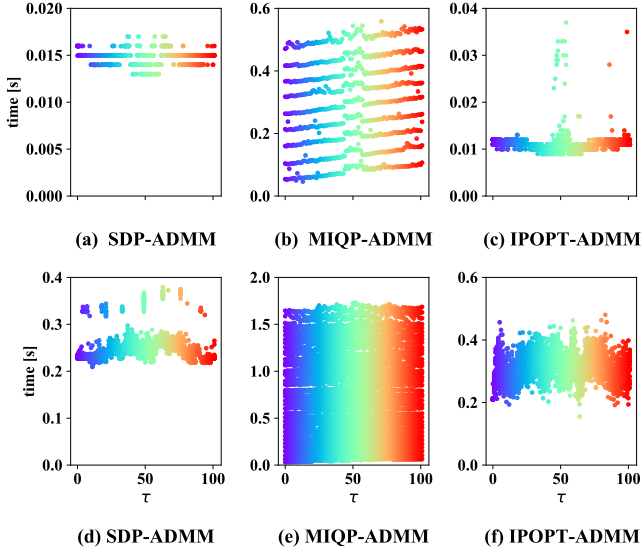 time [s]
0.020
0.015
0.010
0.005
0.000
0.6
0.4
0.2
0.0
0.04
0.03
0.02
0.01
0.00
(a) SDP-ADMM
(b) MIQP-ADMM
(c) IPOPT-ADMM
time [s]
0.4
0.3
0.2
0.1
0.0
0 50 100
τ
2.0
1.5
1.0
0.5
0.0
0 50 100
τ
0.6
0.4
0.2
0.0
0 50 100
τ
(d) SDP-ADMM
(e) MIQP-ADMM
(f) IPOPT-ADMM